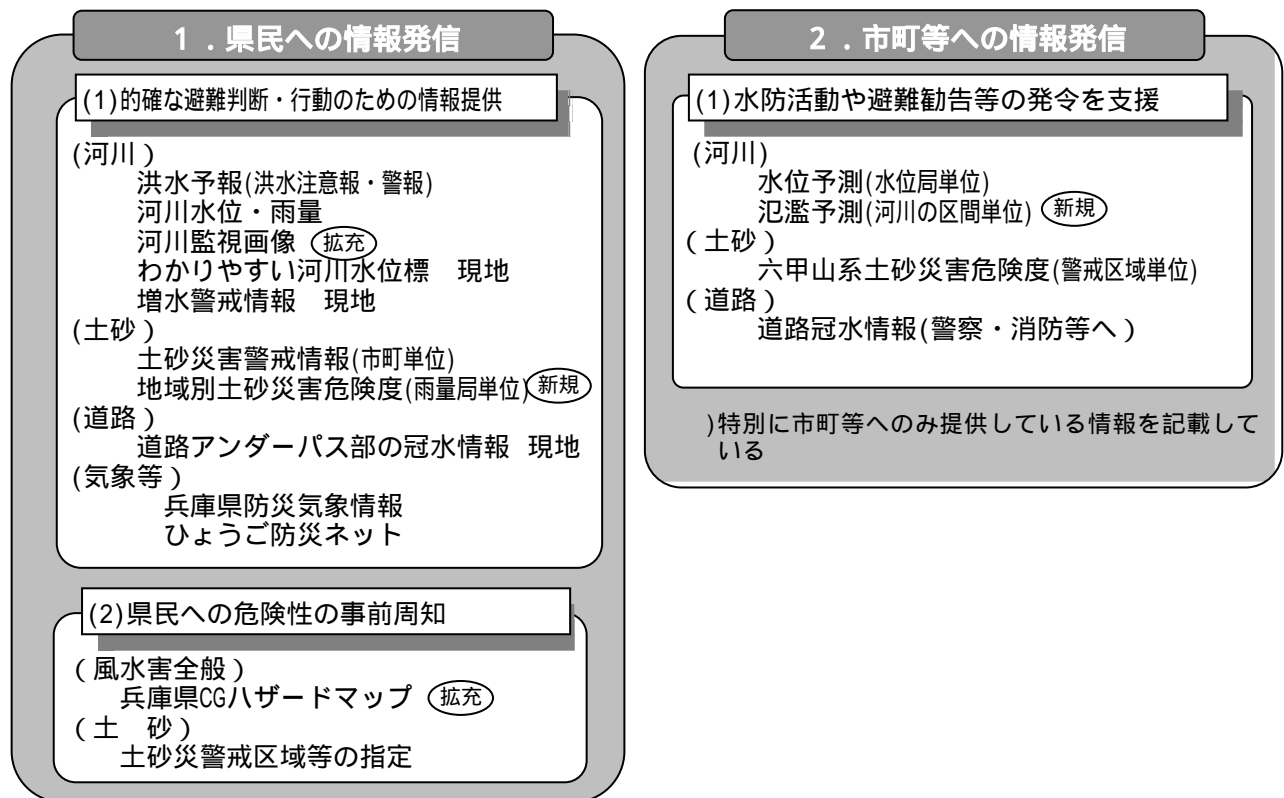 1．県民への情報発信
(1)的確な避難判断・行動のための情報提供
(河川）
洪水予報(洪水注意報・警報)
河川水位・雨量
河川監視画像 拡充
わかりやすい河川水位標　現地
増水警戒情報　現地
(土砂）
土砂災害警戒情報(市町単位)
地域別土砂災害危険度(雨量局単位) 新規
(道路）
道路アンダーパス部の冠水情報　現地
(気象等）
兵庫県防災気象情報
ひょうご防災ネット
(2)県民への危険性の事前周知
（風水害全般）
兵庫県CGハザードマップ 拡充
（土　砂）
土砂災警戒区域等の指定
2．市町等への情報発信
(1)水防活動や避難勧告等の発令を支援
(河川)
水位予測(水位局単位)
氾濫予測(河川の区間単位) 新規
（土砂）
六甲山系土砂災害危険度(警戒区域単位)
（道路）
道路冠水情報(警察・消防等へ）
)特別に市町等へのみ提供している情報を記載して
いる